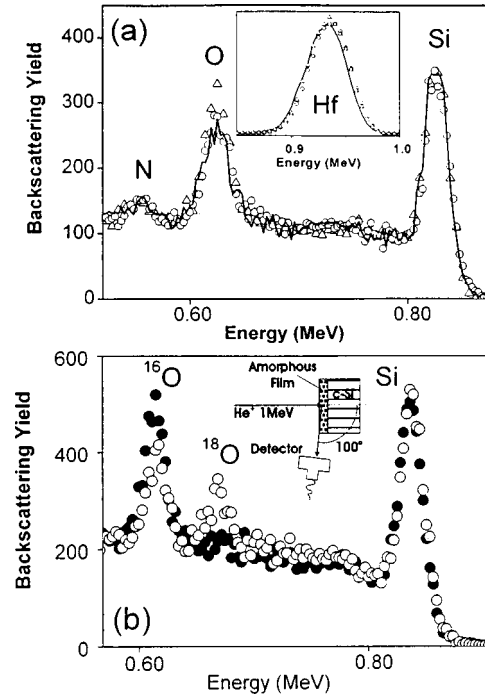 (a)
450
300
200
100
0
Backscattering Yield
N
O
Si
Hf
0.9
1.0
Energy (MeV)
0.60
0.80
Energy (MeV)
(b)
600
400
200
0
Backscattering Yield
16O
18O
Si
Amorphous
Film
c-Si
He+ 1MeV
100°
Detector
0.60
0.80
Energy (MeV)